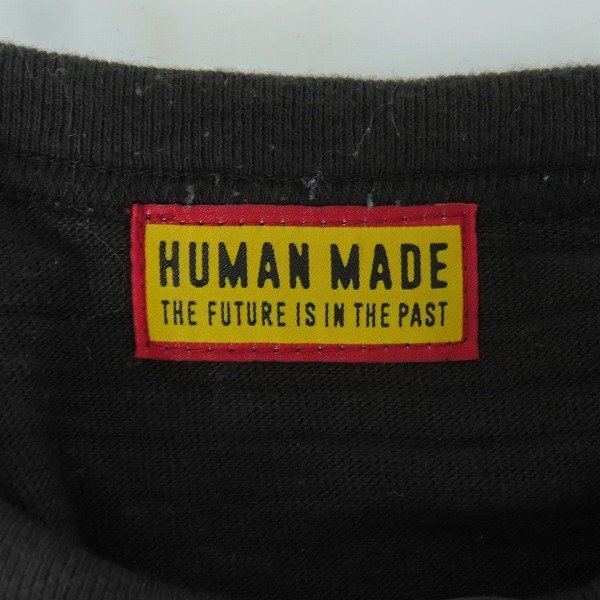 HUMAN MADE
THE FUTURE IS IN THE PAST